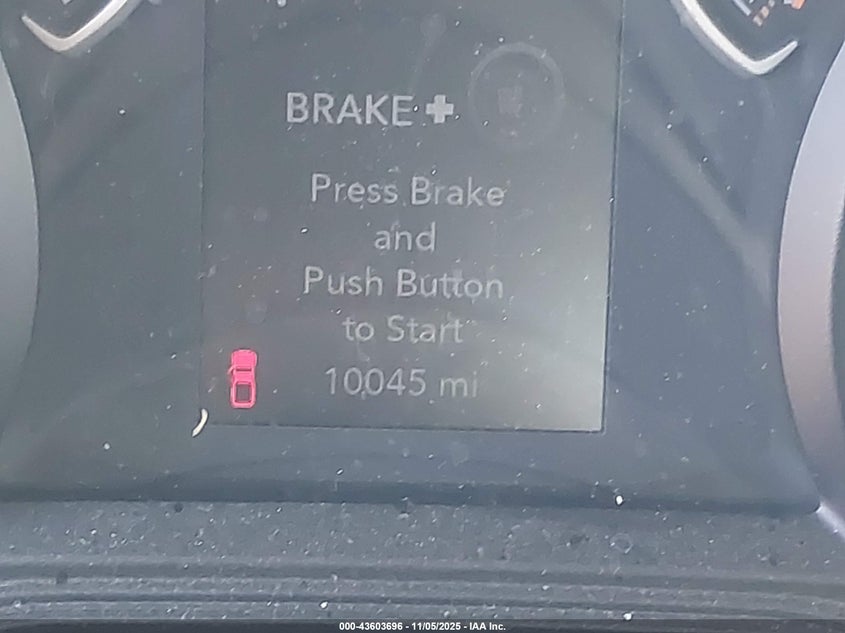 BRAKE +
Press Brake
and
Push Button
to Start
10045 mi
000-43603696 - 11/05/2025 - IAA Inc.